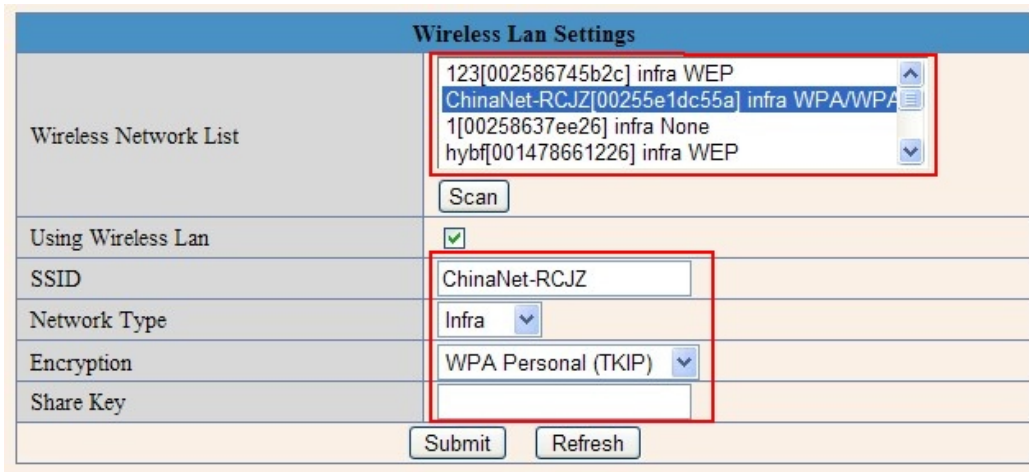 Wireless Lan Settings
Wireless Network List
123[002586745b2c] infra WEP
ChinaNet-RCJZ[00255e1dc55a] infra WPA/WPA
1[00258637ee26] infra None
hybf[001478661226] infra WEP
Scan
Using Wireless Lan
SSID
ChinaNet-RCJZ
Network Type
Infra
Encryption
WPA Personal (TKIP)
Share Key
Submit Refresh